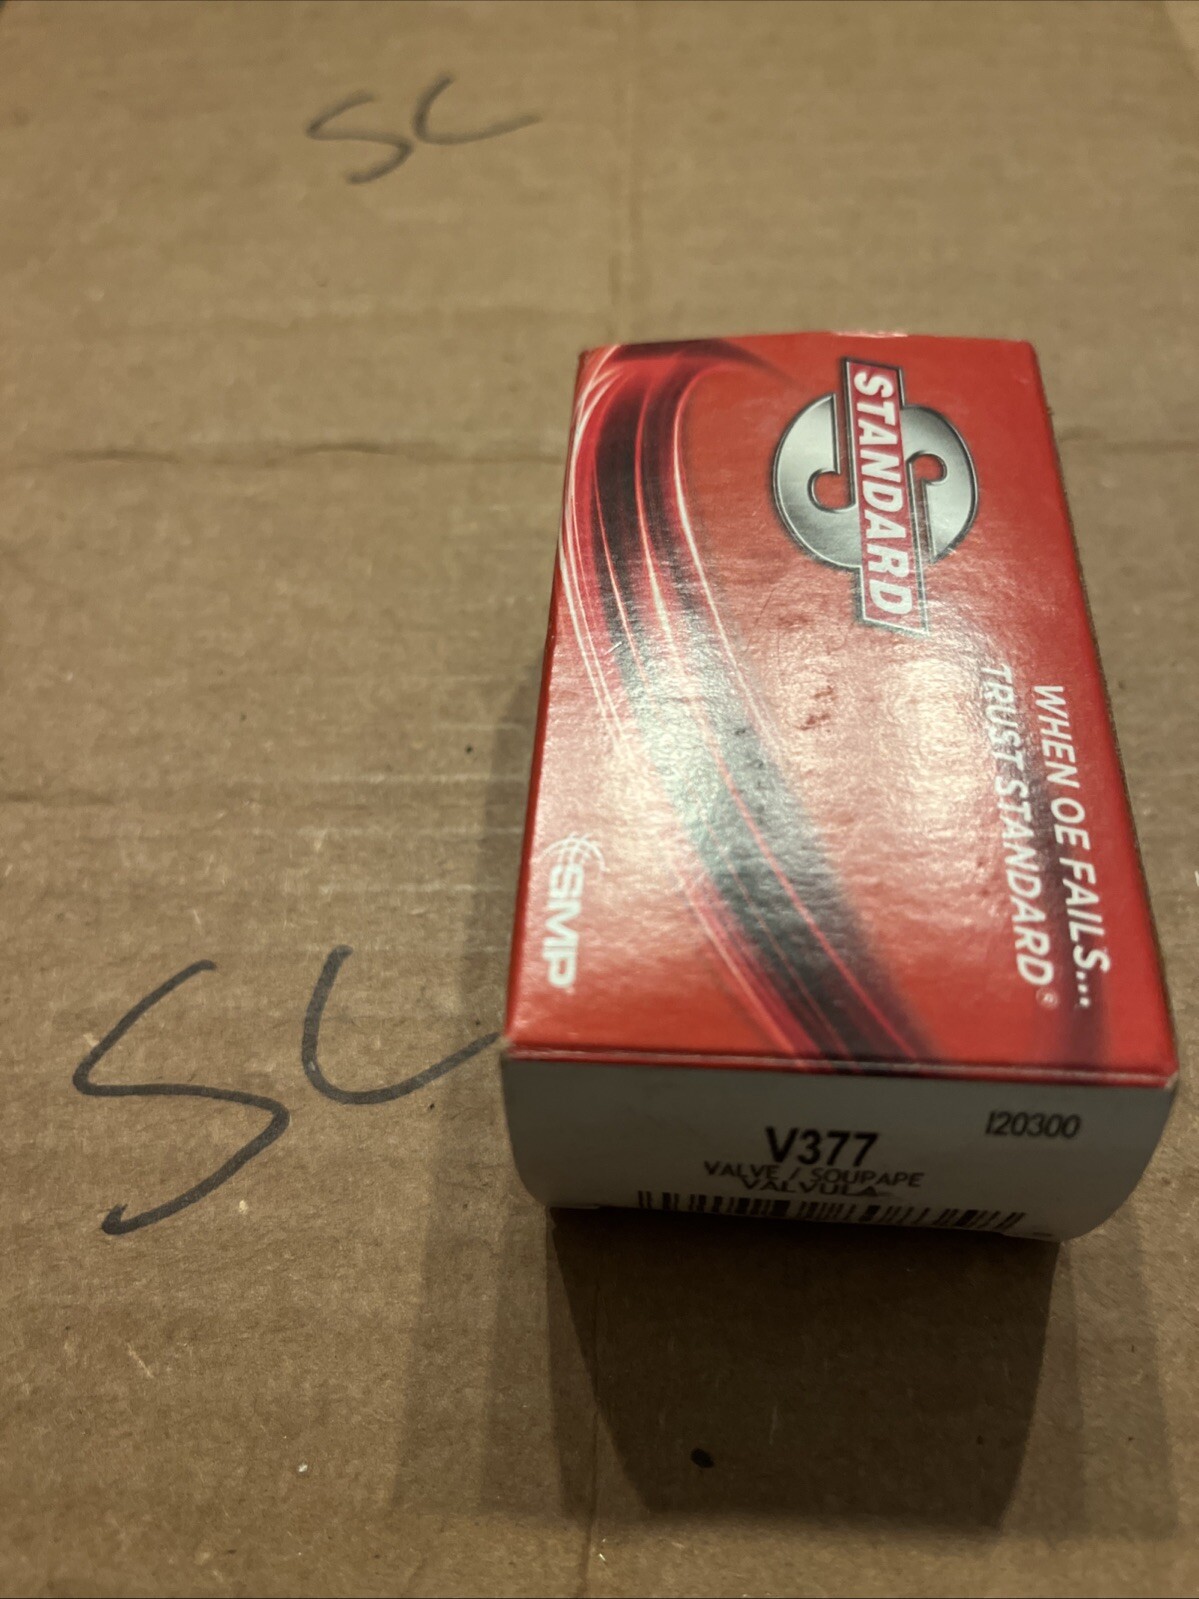 SC
STANDARD
WHEN OE FAILS...
TRUST STANDARD®
SMP
SC
V377
I20300
VALVE / SOUPAPE
VALVULA